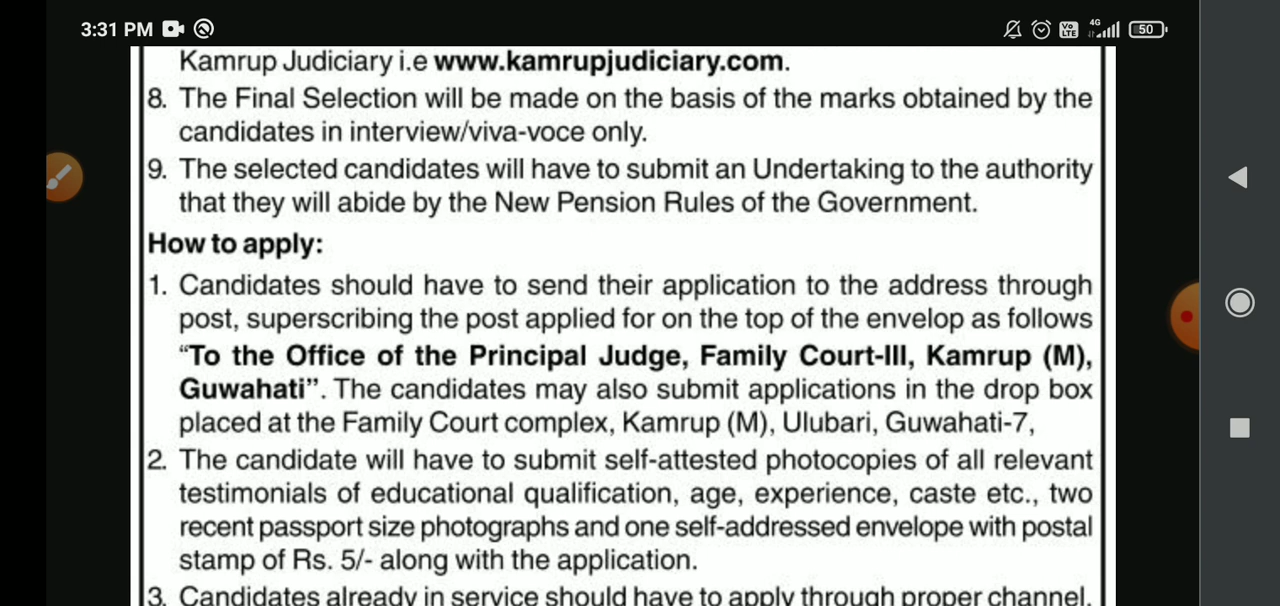 3:31 PM
Vo LTE 4G 50
Kamrup Judiciary i.e www.kamrupjudiciary.com.
8. The Final Selection will be made on the basis of the marks obtained by the
candidates in interview/viva-voce only.
9. The selected candidates will have to submit an Undertaking to the authority
that they will abide by the New Pension Rules of the Government.
How to apply:
1. Candidates should have to send their application to the address through
post, superscribing the post applied for on the top of the envelop as follows
“To the Office of the Principal Judge, Family Court-III, Kamrup (M),
Guwahati”. The candidates may also submit applications in the drop box
placed at the Family Court complex, Kamrup (M), Ulubari, Guwahati-7,
2. The candidate will have to submit self-attested photocopies of all relevant
testimonials of educational qualification, age, experience, caste etc., two
recent passport size photographs and one self-addressed envelope with postal
stamp of Rs. 5/- along with the application.
3. Candidates already in service should have to apply through proper channel.